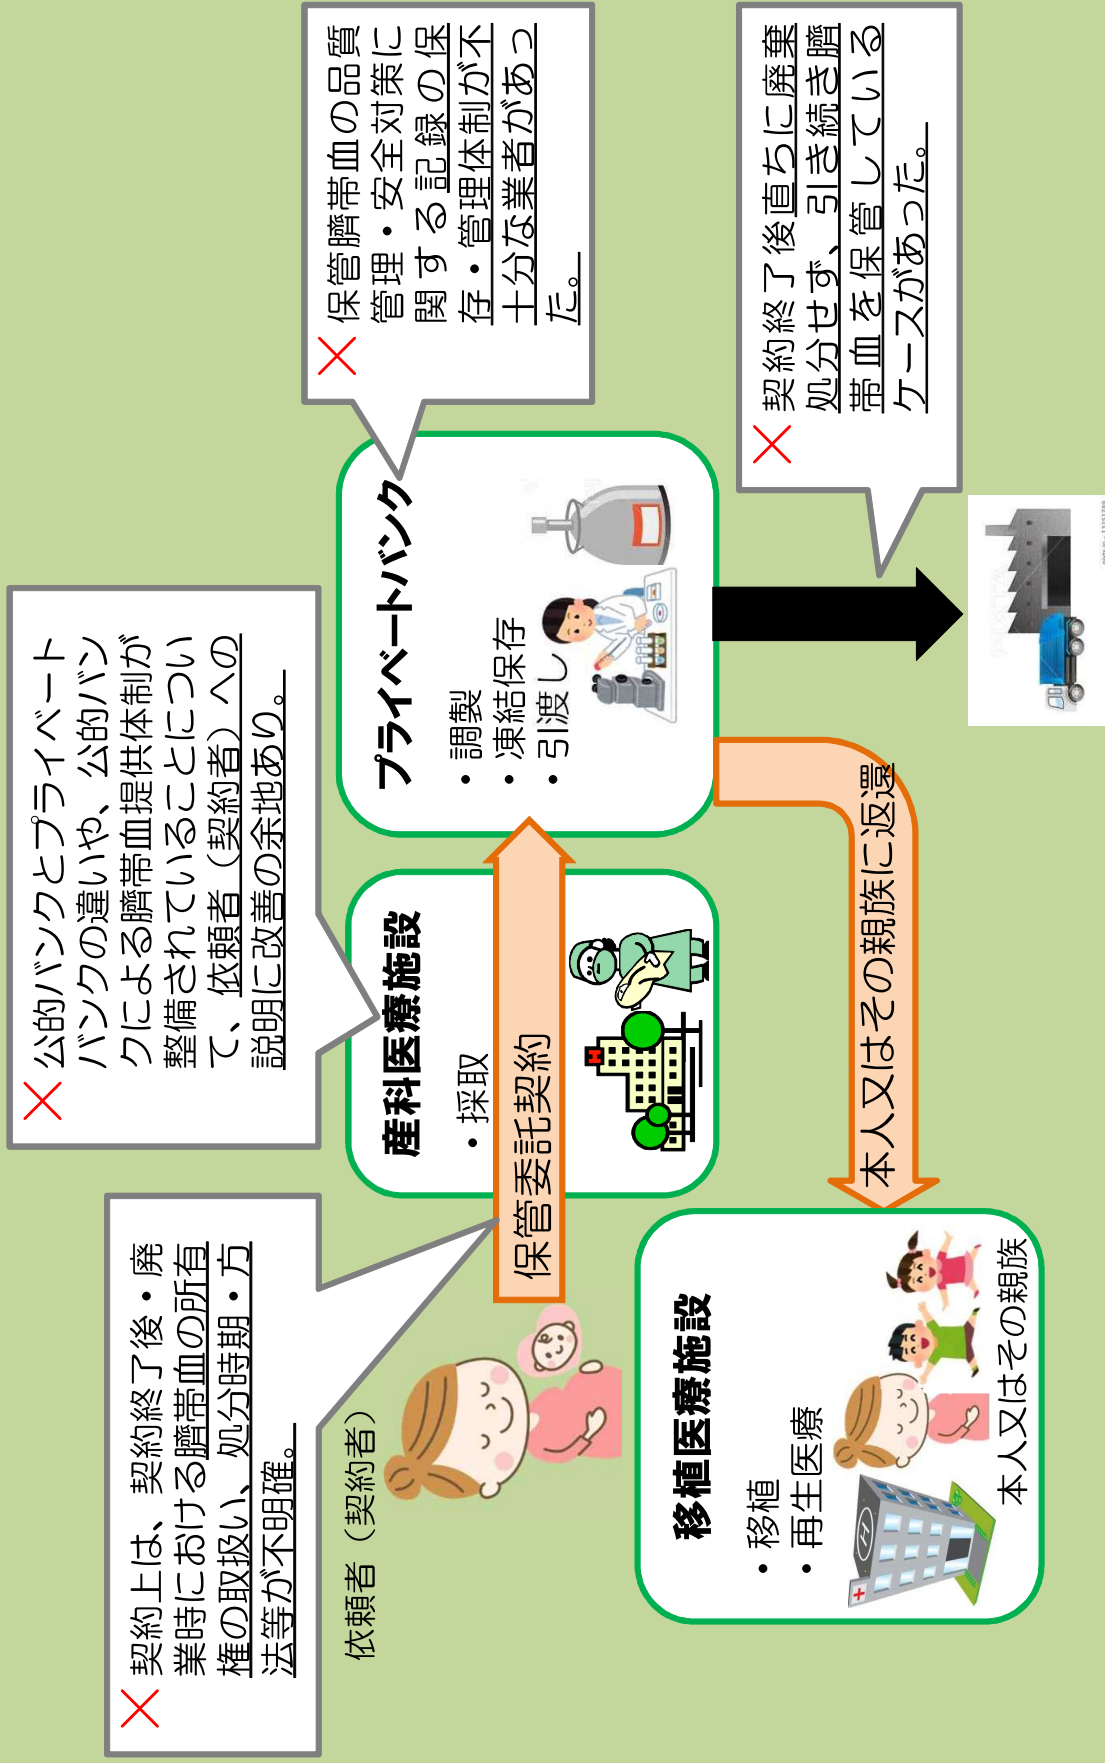 × 契約上は、契約終了後・廃
業時における臍帯血の所有
権の取扱い、処分時期・方
法等が不明確。
× 公的バンクとプライベート
バンクの違いや、公的バン
クによる臍帯血提供体制が
整備されていることについ
て、依頼者（契約者）への
説明に改善の余地あり。
× 保管臍帯血の品質
管理・安全対策に
関する記録の保
存・管理体制が不
十分な業者があっ
た。
依頼者（契約者）
産科医療施設
・採取
保管委託契約
プライベートバンク
・調製
・凍結保存
・引渡し
移植医療施設
・移植
・再生医療
本人又はその親族
本人又はその親族に返還
× 契約終了後直ちに廃棄
処分せず、引き続き臍
帯血を保管している
ケースがあった。
H
H